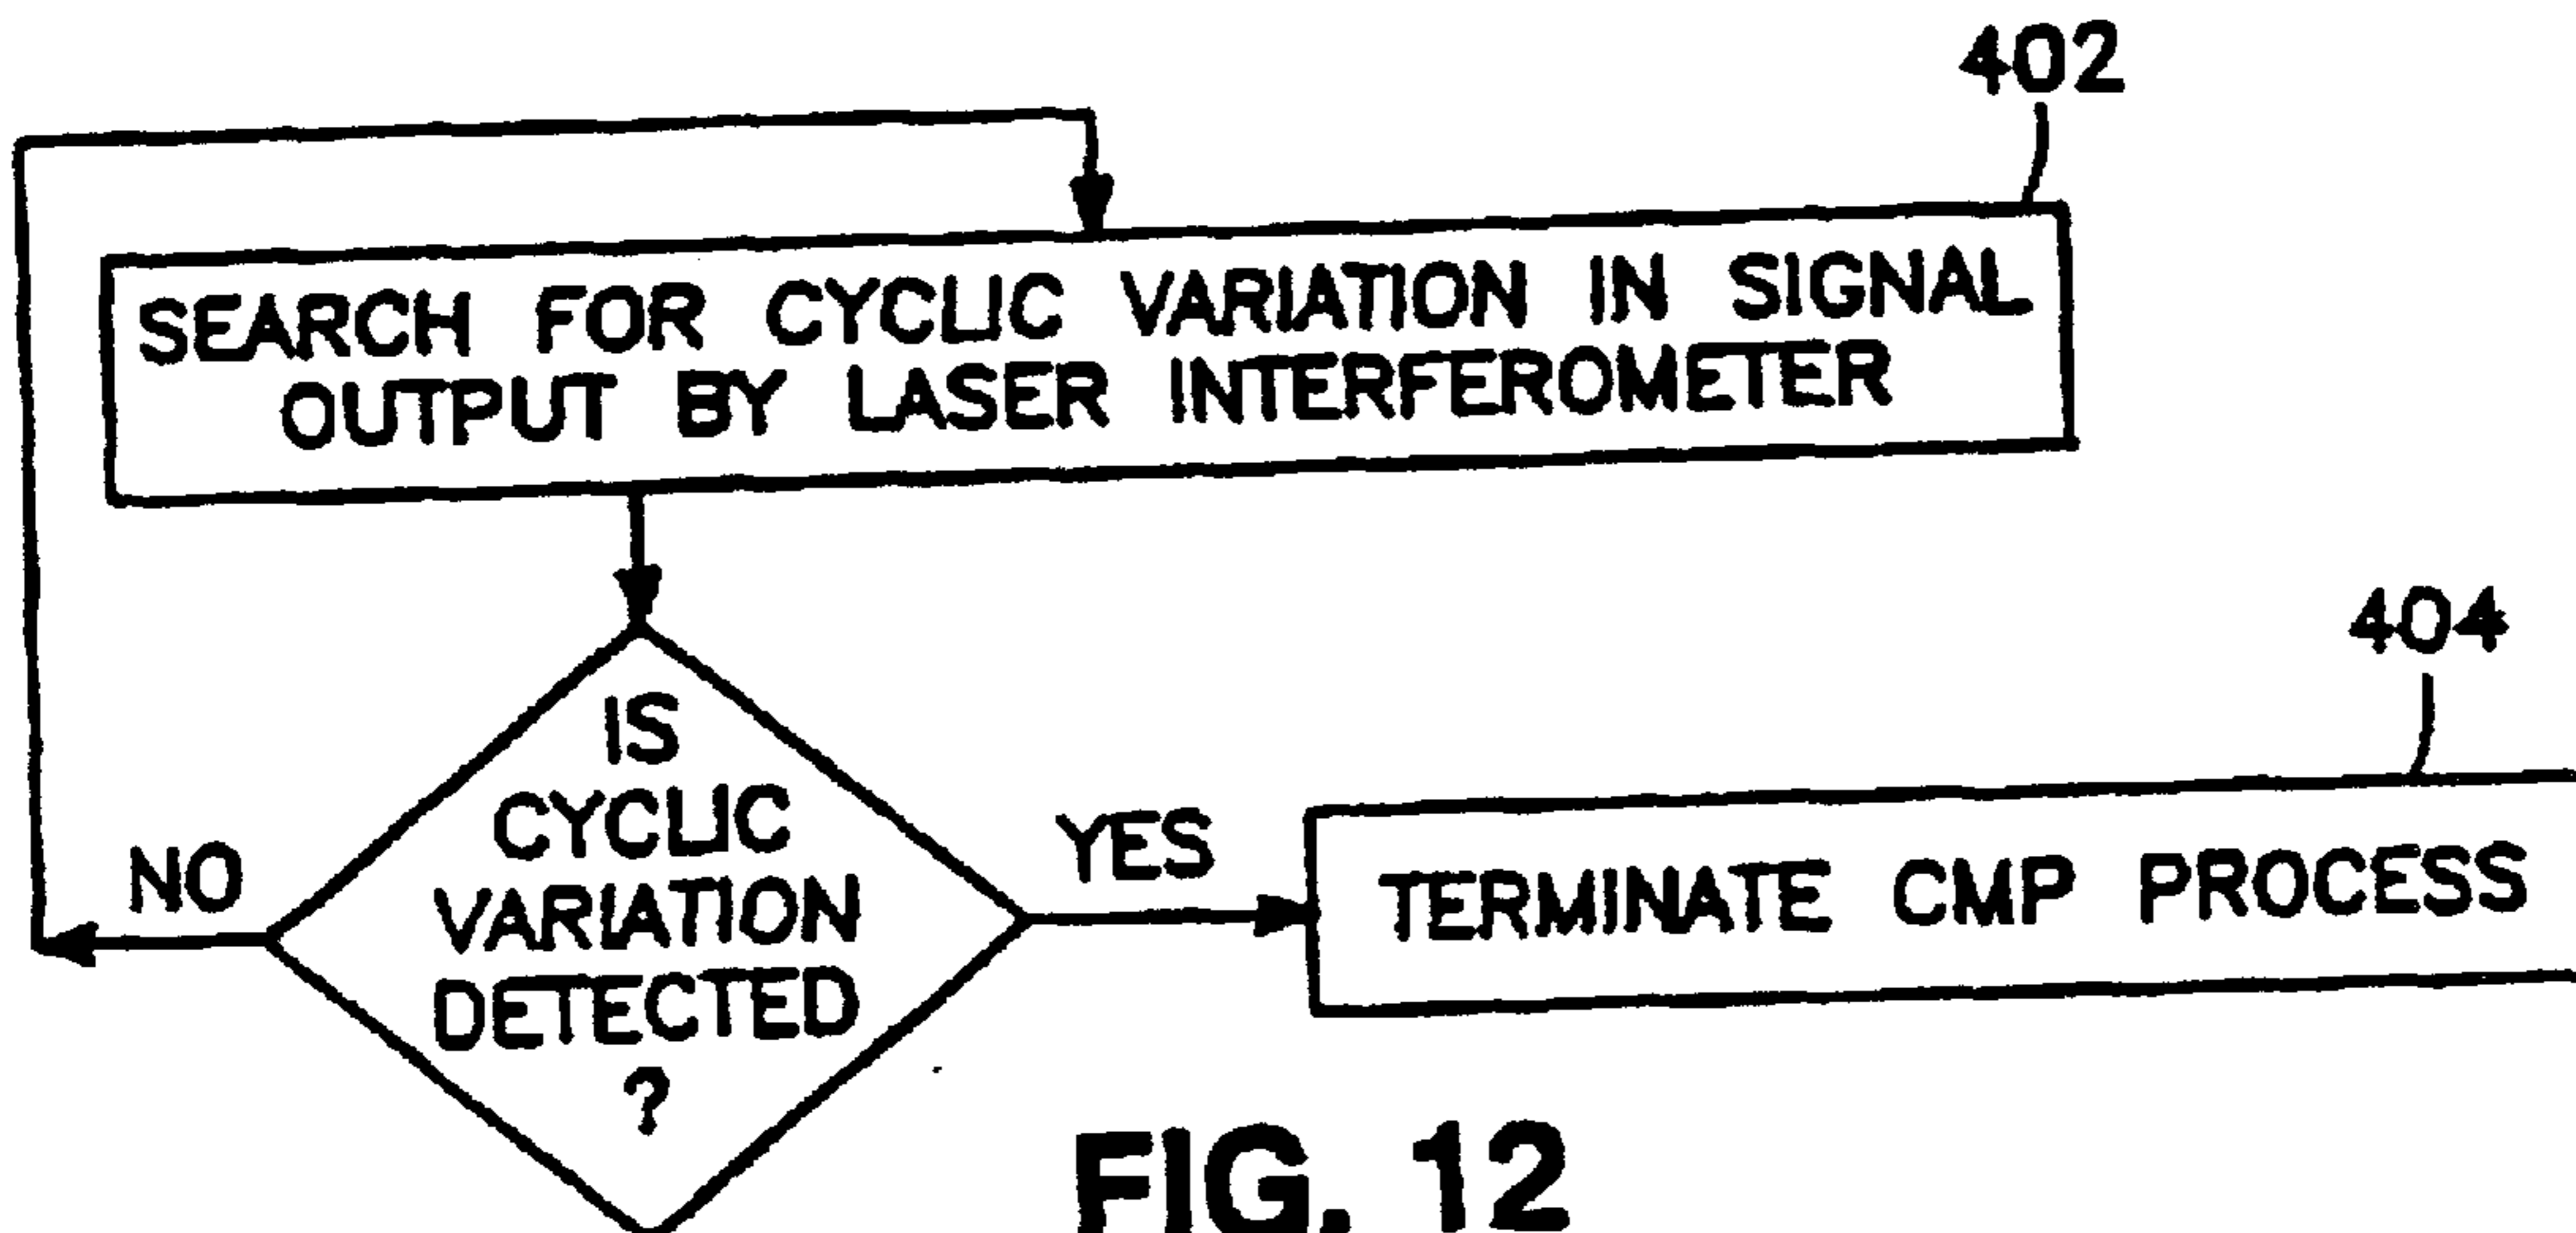 402
SEARCH FOR CYCLIC VARIATION IN SIGNAL
OUTPUT BY LASER INTERFEROMETER
404
IS
CYCLIC
VARIATION
DETECTED
?
NO
YES
TERMINATE CMP PROCESS
FIG. 12